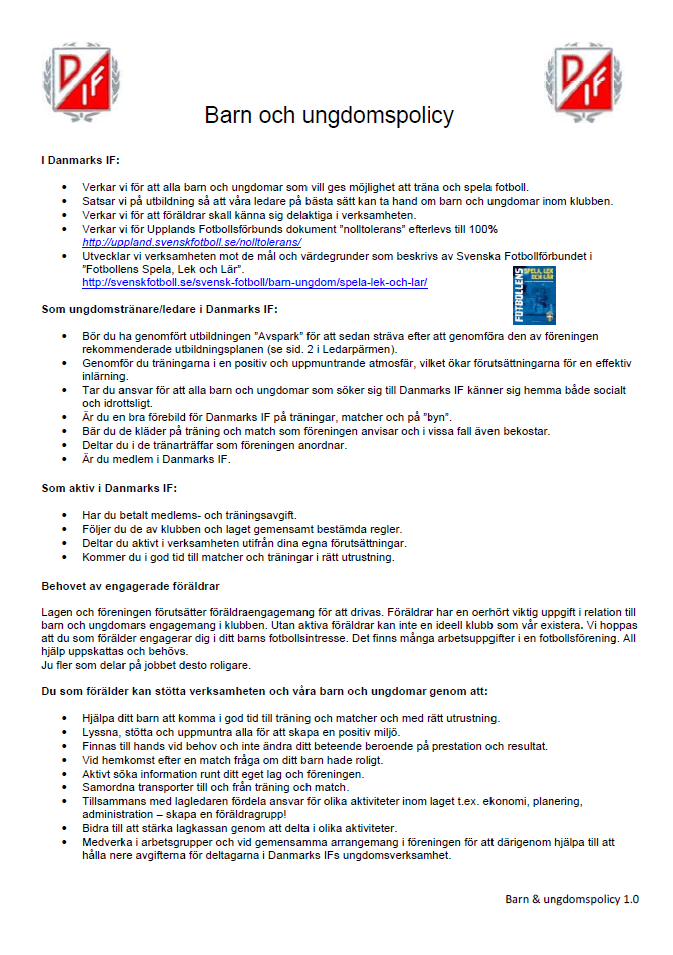 DIF
DIF
Barn och ungdomspolicy
I Danmarks IF:
• Verkar vi för att alla barn och ungdomar som vill ges möjlighet att träna och spela fotboll.
• Satsar vi på utbildning så att våra ledare på bästa sätt kan ta hand om barn och ungdomar inom klubben.
• Verkar vi för att föräldrar skall känna sig delaktiga i verksamheten.
• Verkar vi för Upplands Fotbollsförbunds dokument ”nolltolerans” efterlevs till 100%
http://uppland.svenskfotboll.se/nolltolerans/
• Utvecklar vi verksamheten mot de mål och värdegrunder som beskrivs av Svenska Fotbollförbundet i
”Fotbollens Spela, Lek och Lär”.
http://svenskfotboll.se/svensk-fotboll/barn-ungdom/spela-lek-och-lar/
FOTBOLLENS
SPELA, LEK
OCH LÄR
Som ungdomstränare/ledare i Danmarks IF:
• Bör du ha genomfört utbildningen ”Avspark” för att sedan sträva efter att genomföra den av föreningen
rekommenderade utbildningsplanen (se sid. 2 i Ledarpärmen).
• Genomför du träningarna i en positiv och uppmuntrande atmosfär, vilket ökar förutsättningarna för en effektiv
inlärning.
• Tar du ansvar för att alla barn och ungdomar som söker sig till Danmarks IF känner sig hemma både socialt
och idrottsligt.
• Är du en bra förebild för Danmarks IF på träningar, matcher och på ”byn”.
• Bär du de kläder på träning och match som föreningen anvisar och i vissa fall även bekostar.
• Deltar du i de tränarträffar som föreningen anordnar.
• Är du medlem i Danmarks IF.
Som aktiv i Danmarks IF:
• Har du betalt medlems- och träningsavgift.
• Följer du de av klubben och laget gemensamt bestämda regler.
• Deltar du aktivt i verksamheten utifrån dina egna förutsättningar.
• Kommer du i god tid till matcher och träningar i rätt utrustning.
Behovet av engagerade föräldrar
Lagen och föreningen förutsätter föräldraengagemang för att drivas. Föräldrar har en oerhört viktig uppgift i relation till
barn och ungdomars engagemang i klubben. Utan aktiva föräldrar kan inte en ideell klubb som vår existera. Vi hoppas
att du som förälder engagerar dig i ditt barns fotbollsintresse. Det finns många arbetsuppgifter i en fotbollsförening. All
hjälp uppskattas och behövs.
Ju fler som delar på jobbet desto roligare.
Du som förälder kan stötta verksamheten och våra barn och ungdomar genom att:
• Hjälpa ditt barn att komma i god tid till träning och matcher och med rätt utrustning.
• Lyssna, stötta och uppmuntra alla för att skapa en positiv miljö.
• Finnas till hands vid behov och inte ändra ditt beteende beroende på prestation och resultat.
• Vid hemkomst efter en match fråga om ditt barn hade roligt.
• Aktivt söka information runt ditt eget lag och föreningen.
• Samordna transporter till och från träning och match.
• Tillsammans med lagledaren fördela ansvar för olika aktiviteter inom laget t.ex. ekonomi, planering,
administration – skapa en föräldragrupp!
• Bidra till att stärka lagkassan genom att delta i olika aktiviteter.
• Medverka i arbetsgrupper och vid gemensamma arrangemang i föreningen för att därigenom hjälpa till att
hålla nere avgifterna för deltagarna i Danmarks IFs ungdomsverksamhet.
Barn & ungdomspolicy 1.0